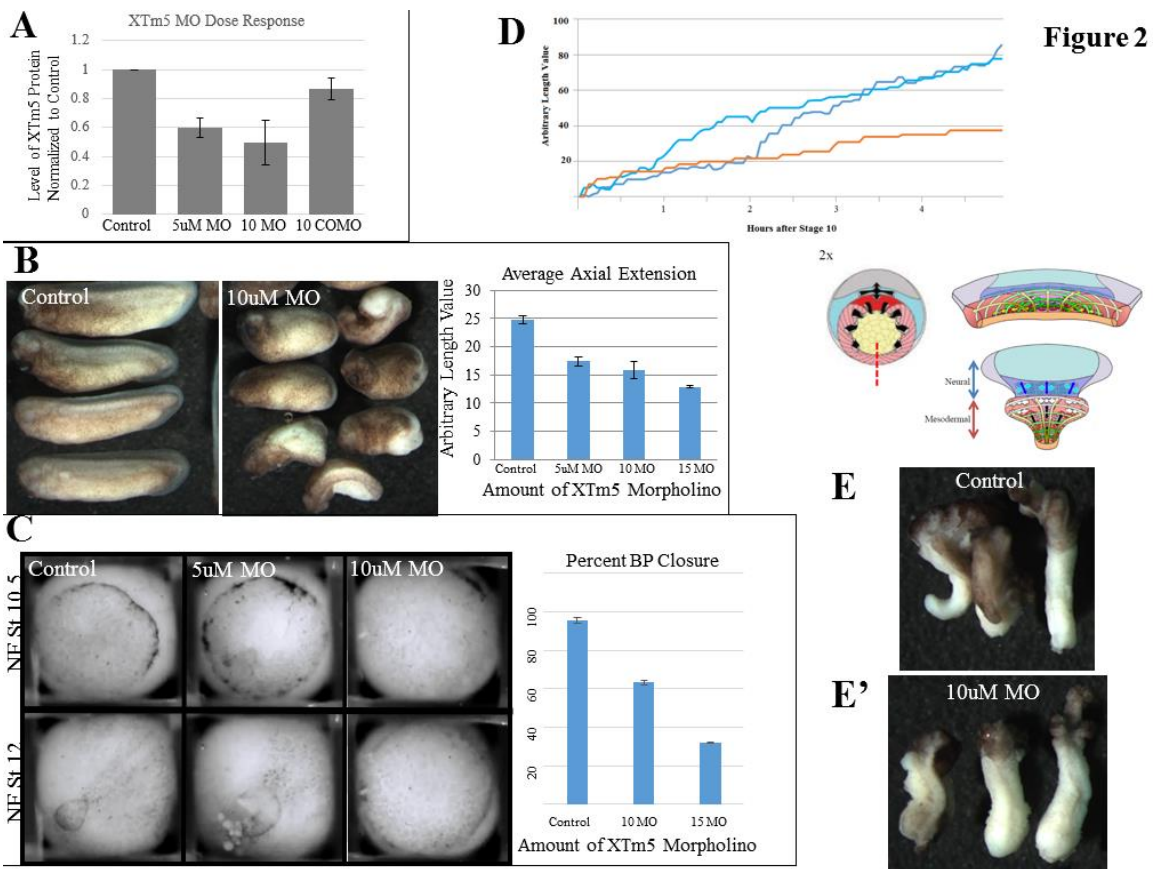 A
XTm5 MO Dose Response
Level of XTm5 Protein
Normalized to Control
1.2
1
0.8
0.6
0.4
0.2
0
Control 5uM MO 10 MO 10 COMO
B
Control
10uM MO
Average Axial Extension
Arbitrary Length Value
30
25
20
15
10
5
0
Control 5uM MO 10 MO 15 MO
Amount of XTm5 Morpholino
C
Control
5uM MO
10uM MO
NF St 10.5
NF St 12
Percent BP Closure
100
80
60
40
20
Control 10 MO 15 MO
Amount of XTm5 Morpholino
D
Figure 2
Arbitrary Length Value
100
80
60
40
20
1 2 3 4
Hours after Stage 10
2x
Neural
Mesodermal
E
Control
E'
10uM MO